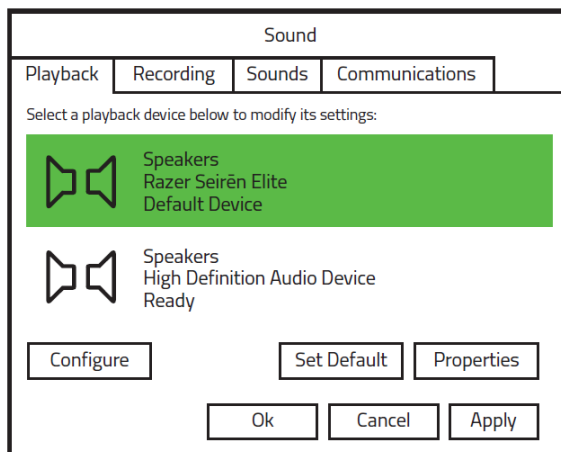 Sound
Playback Recording Sounds Communications
Select a playback device below to modify its settings:
Speakers
Razer Seirēn Elite
Default Device
Speakers
High Definition Audio Device
Ready
Configure Set Default Properties
Ok Cancel Apply